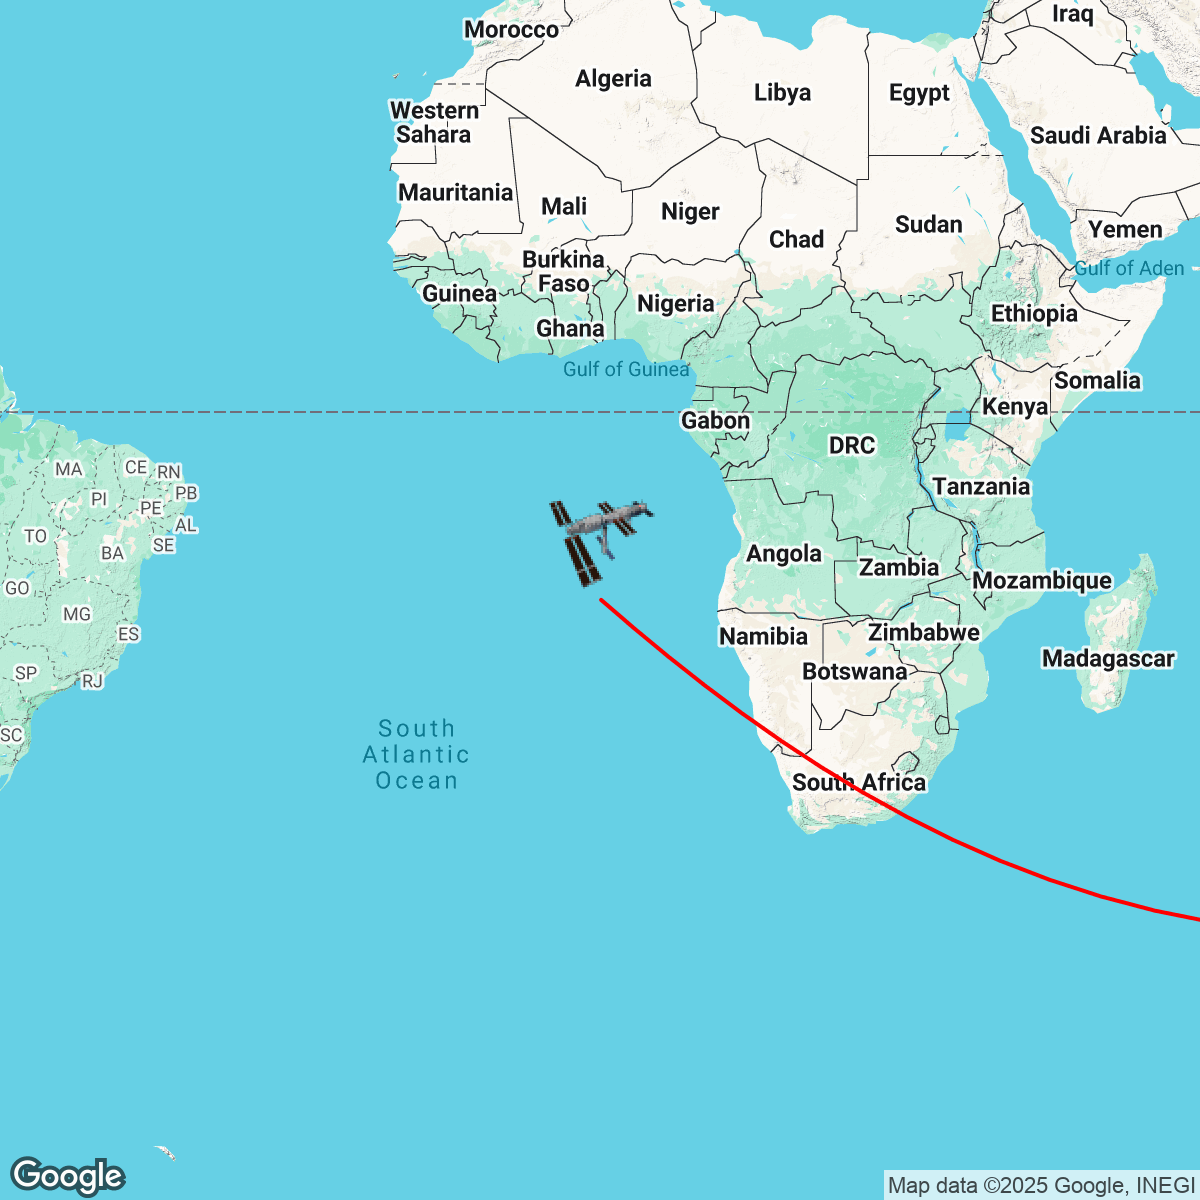 Morocco
Iraq
Algeria
Libya
Egypt
Western
Sahara
Saudi Arabia
Mauritania
Mali
Niger
Sudan
Yemen
Chad
Burkina
Faso
Gulf of Aden
Guinea
Nigeria
Ethiopia
Ghana
Gulf of Guinea
Somalia
Gabon
Kenya
DRC
MA
CE
RN
Tanzania
PI
PB
PE
AL
TO
SE
BA
Angola
Zambia
Mozambique
GO
MG
ES
Namibia
Zimbabwe
Madagascar
SP
RJ
Botswana
SC
South
Atlantic
Ocean
South Africa
Google
Map data ©2025 Google, INEGI